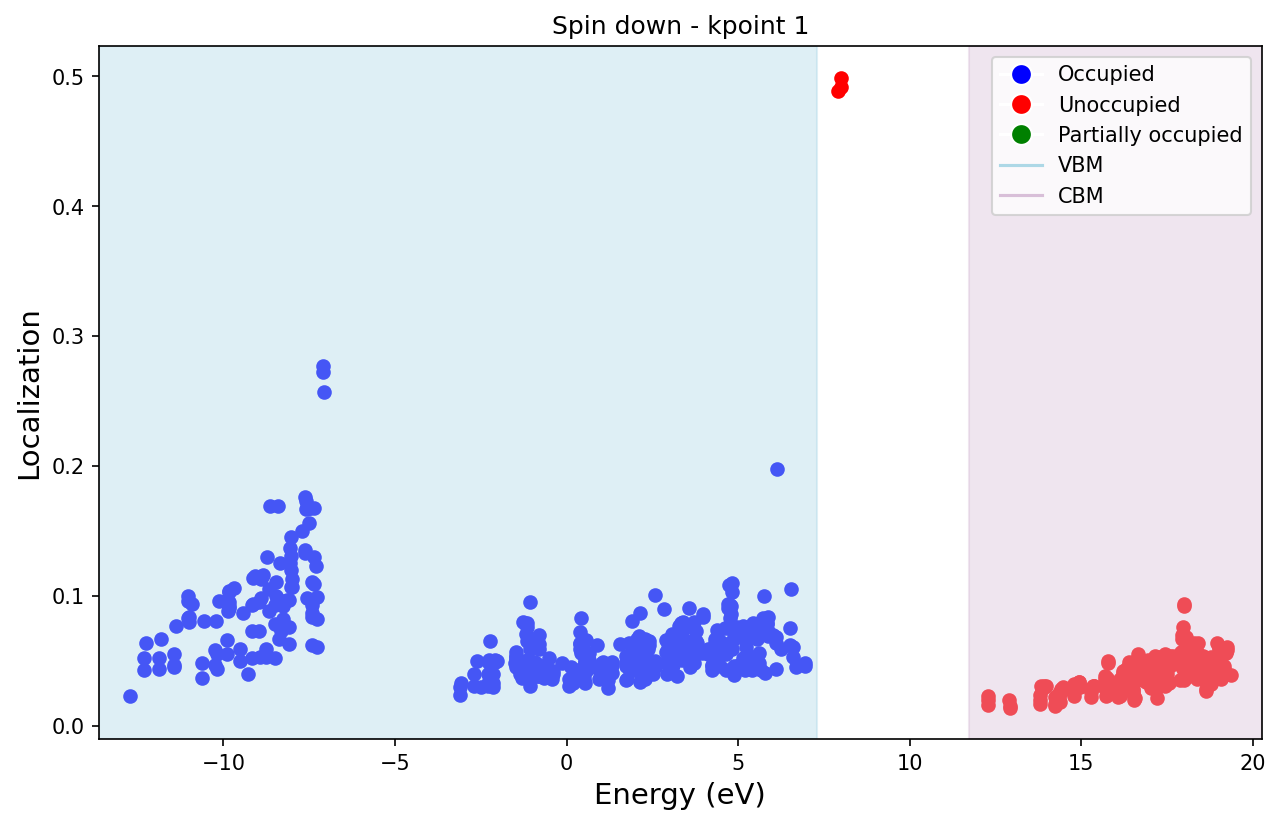 Spin down - kpoint 1
Localization
0.5
0.4
0.3
0.2
0.1
0.0
Occupied
Unoccupied
Partially occupied
VBM
CBM
−10
−5
0
5
10
15
20
Energy (eV)